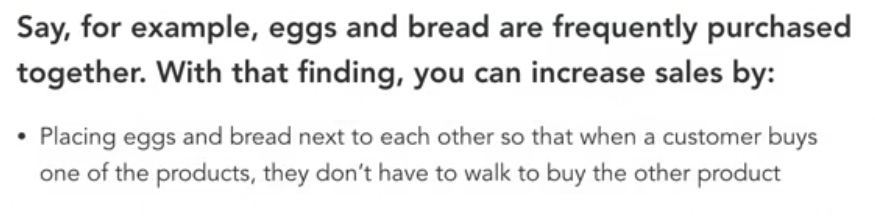 Say, for example, eggs and bread are frequently purchased
together. With that finding, you can increase sales by:
• Placing eggs and bread next to each other so that when a customer buys
one of the products, they don’t have to walk to buy the other product